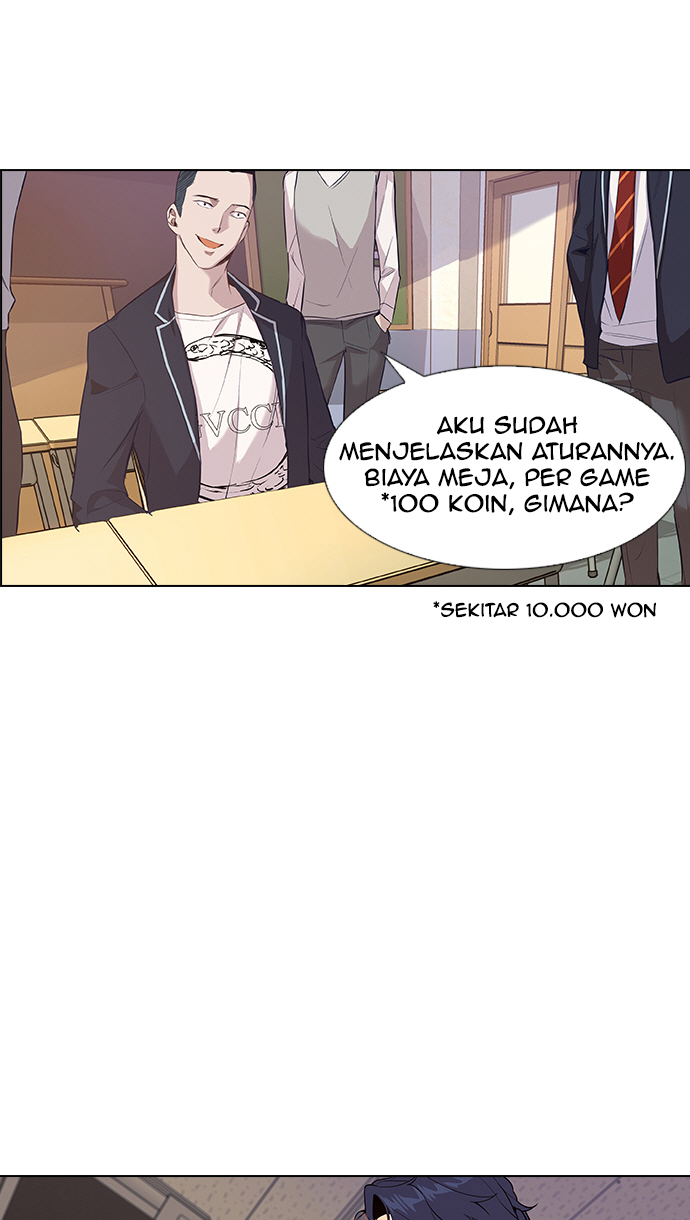 VCCI
AKU SUDAH
MENJELASKAN ATURANNYA.
BIAYA MEJA, PER GAME
*100 KOIN, GIMANA?
*SEKITAR 10.000 WON